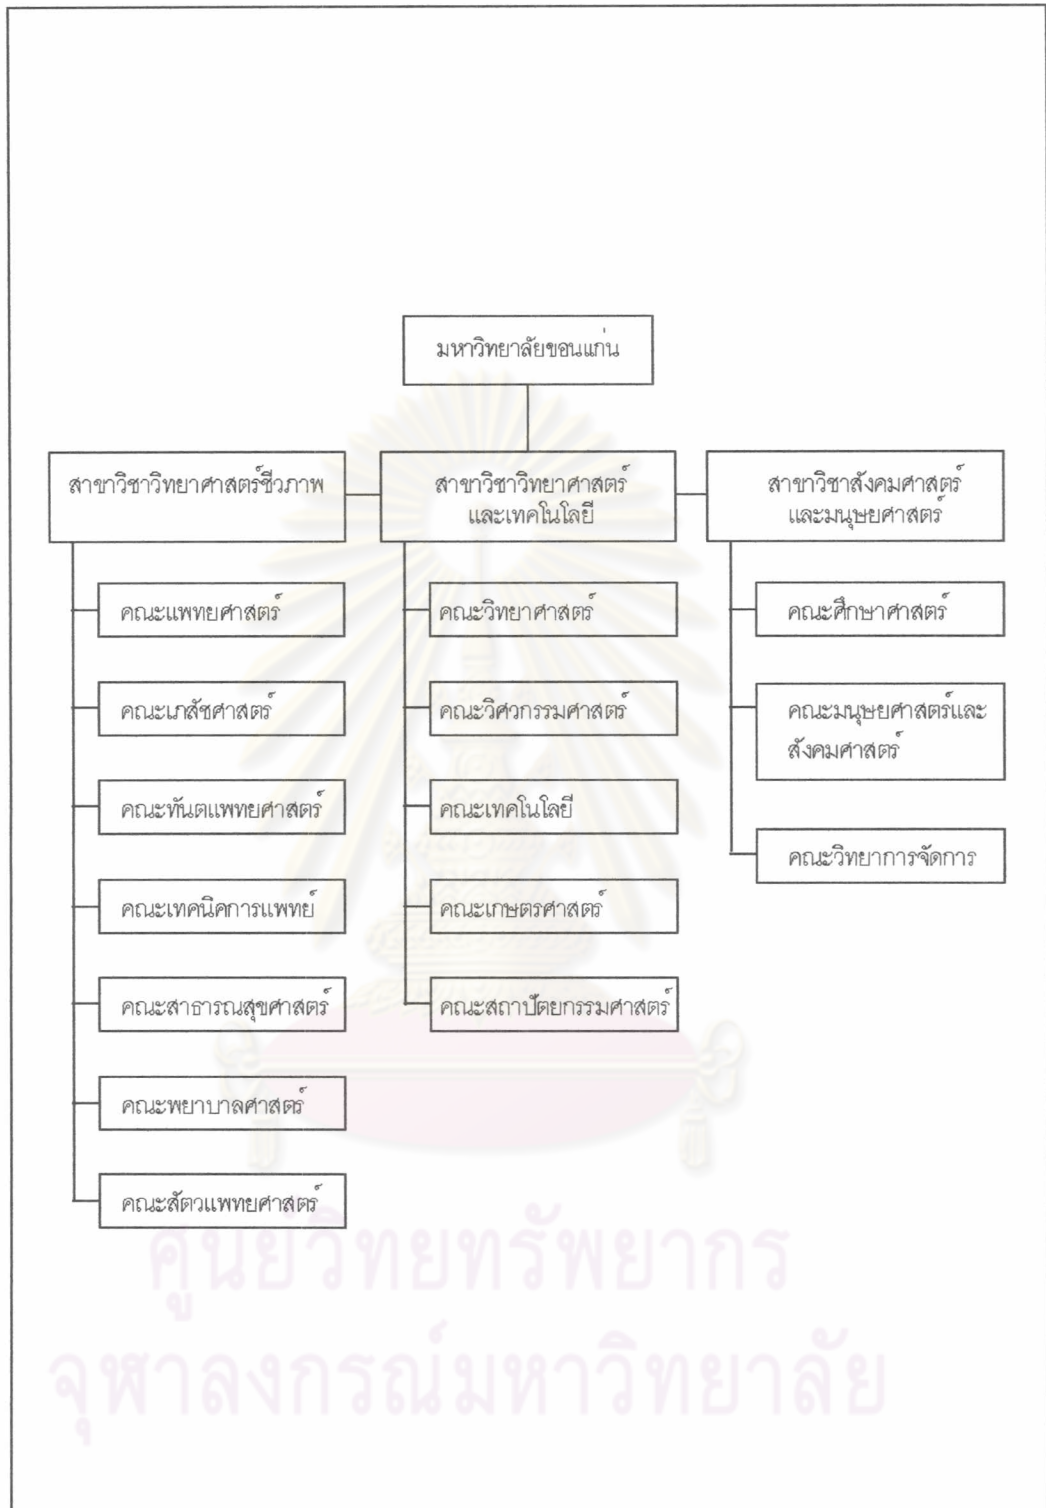 มหาวิทยาลัยขอนแก่น
สาขาวิชาวิทยาศาสตร์ชีวภาพ
คณะแพทยศาสตร์
คณะเภสัชศาสตร์
คณะทันตแพทยศาสตร์
คณะเทคนิคการแพทย์
คณะสาธารณสุขศาสตร์
คณะพยาบาลศาสตร์
คณะสัตวแพทยศาสตร์
สาขาวิชาวิทยาศาสตร์
และเทคโนโลยี
คณะวิทยาศาสตร์
คณะวิศวกรรมศาสตร์
คณะเทคโนโลยี
คณะเกษตรศาสตร์
คณะสถาปัตยกรรมศาสตร์
สาขาวิชาสังคมศาสตร์
และมนุษยศาสตร์
คณะศึกษาศาสตร์
คณะมนุษยศาสตร์และ
สังคมศาสตร์
คณะวิทยาการจัดการ
ศูนย์วิทยทรัพยากร
จุฬาลงกรณ์มหาวิทยาลัย